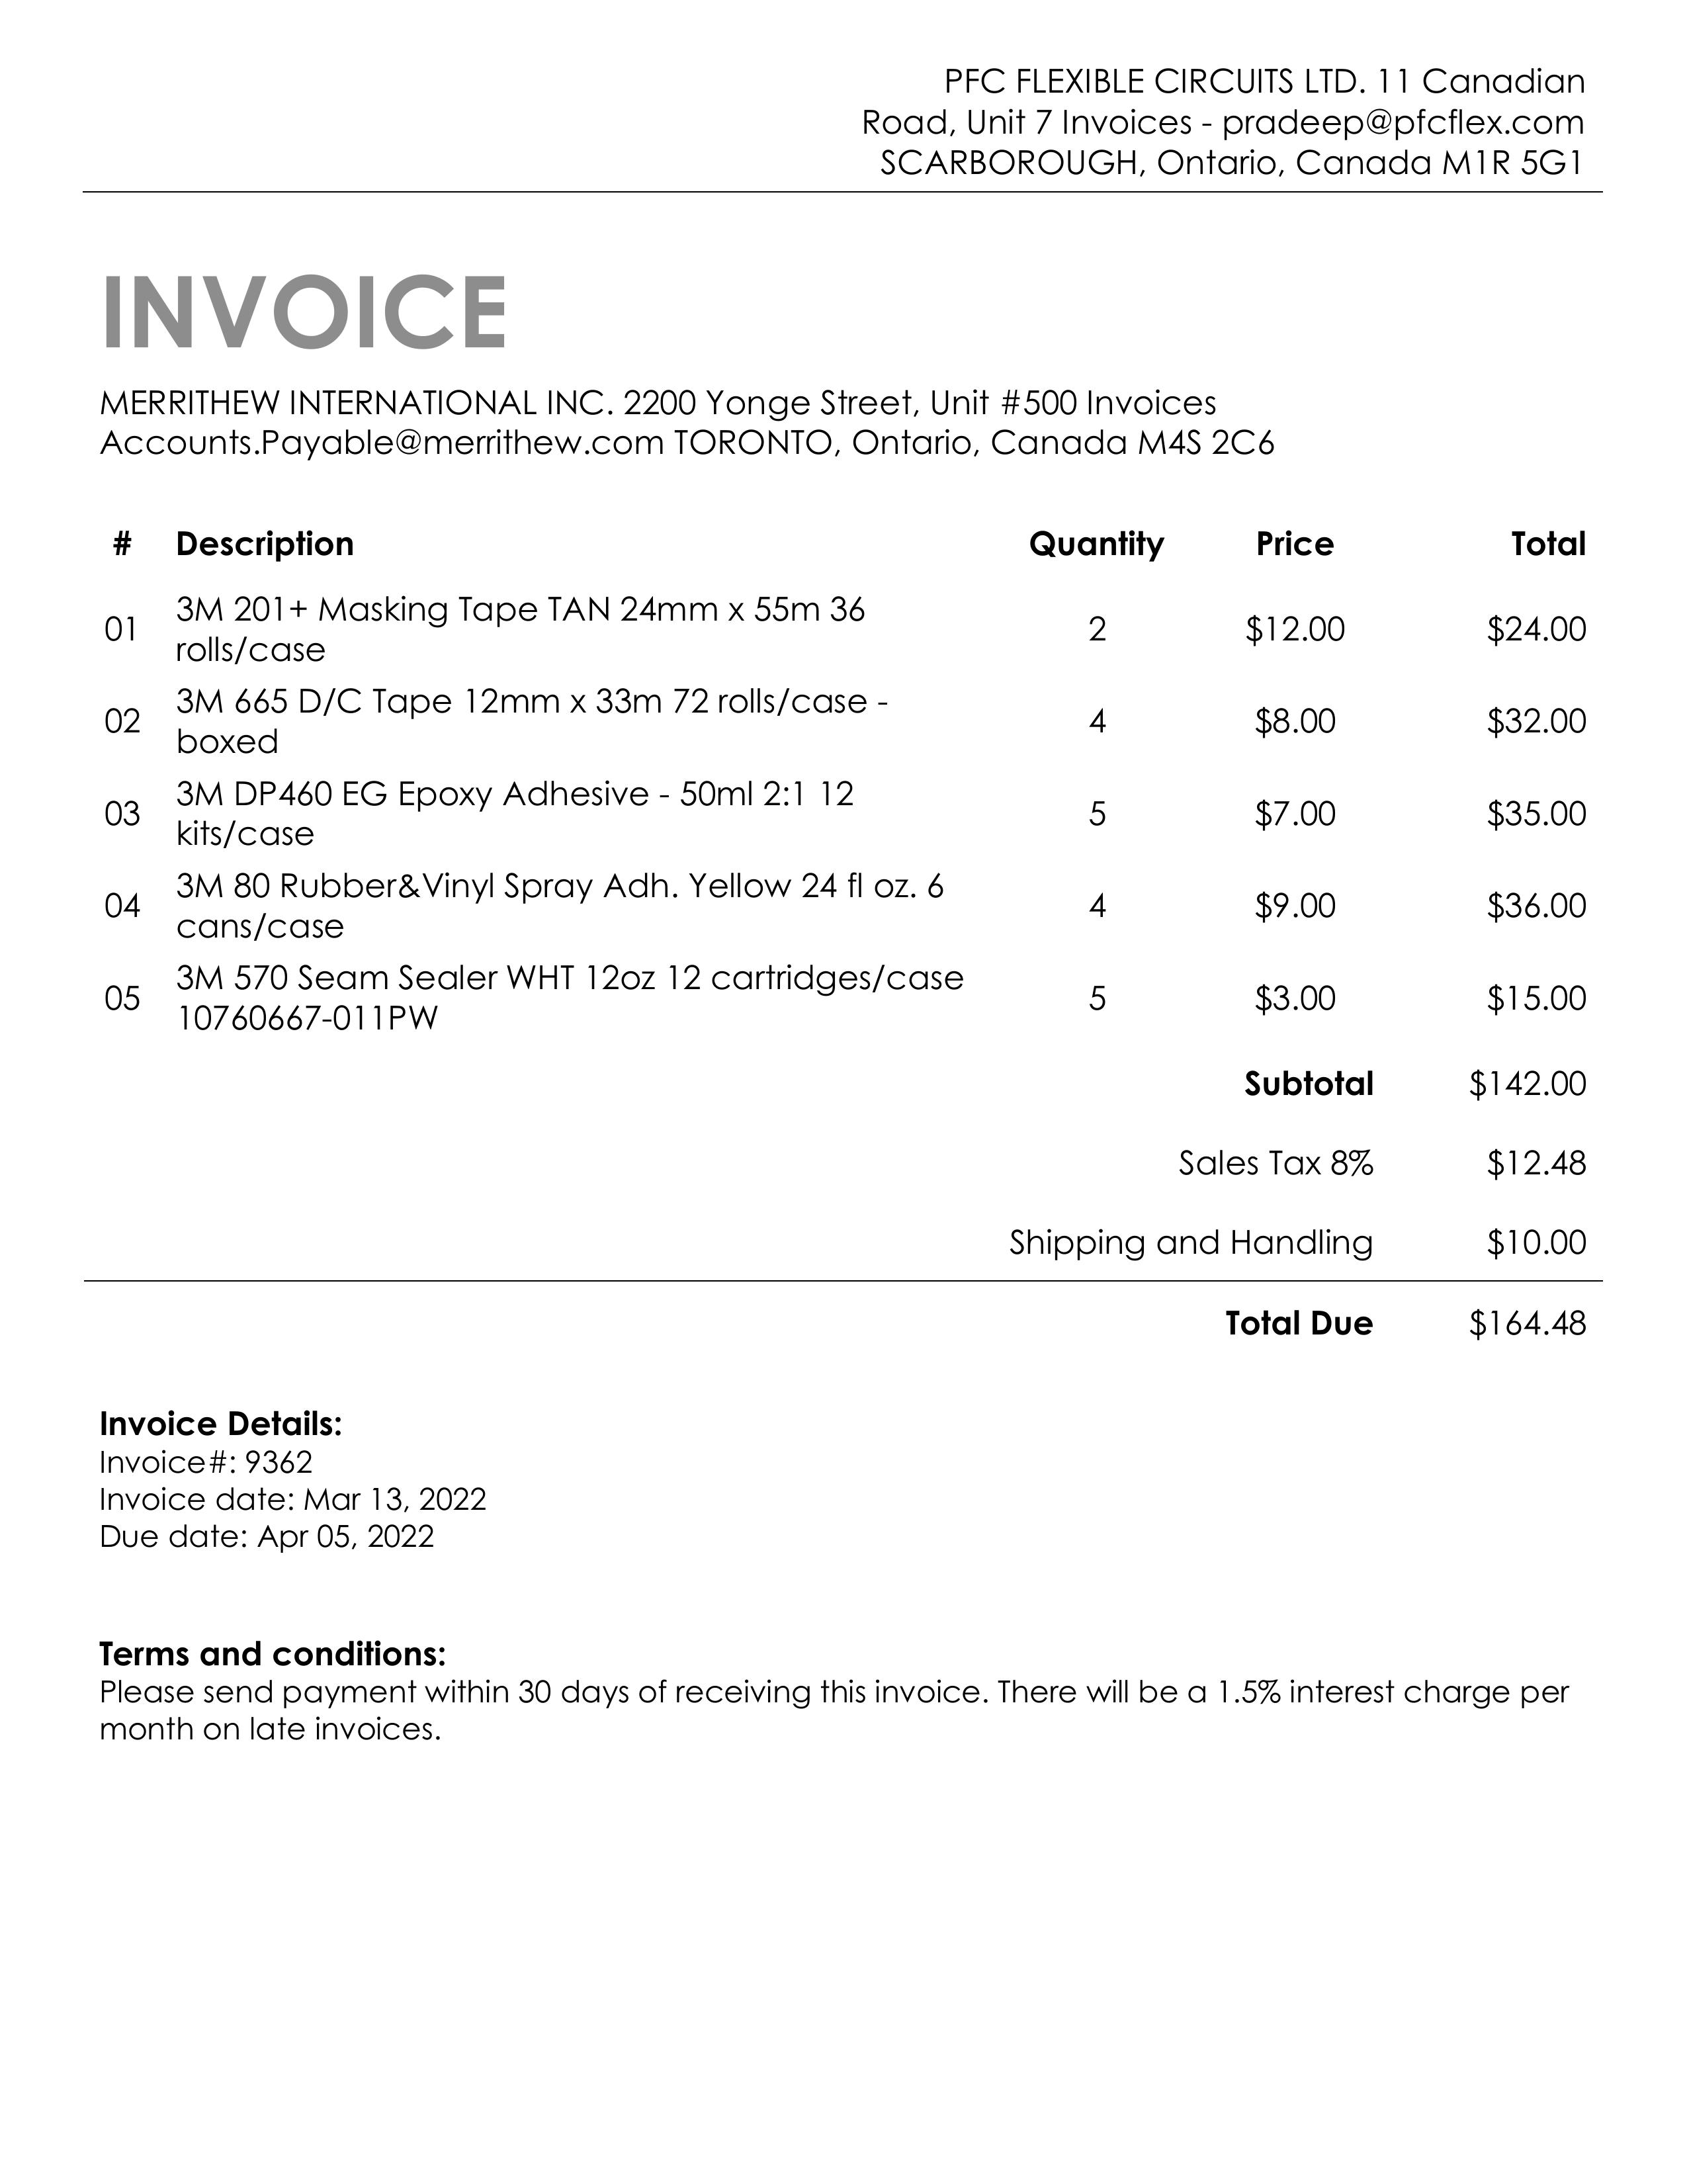 PFC FLEXIBLE CIRCUITS LTD. 11 Canadian
Road, Unit 7 Invoices - pradeep@pfcflex.com
SCARBOROUGH, Ontario, Canada M1R 5G1
INVOICE
MERRITHEW INTERNATIONAL INC. 2200 Yonge Street, Unit #500 Invoices
Accounts.Payable@merrithew.com TORONTO, Ontario, Canada M4S 2C6
# Description Quantity Price Total
01 3M 201+ Masking Tape TAN 24mm x 55m 36
rolls/case 2 $12.00 $24.00
02 3M 665 D/C Tape 12mm x 33m 72 rolls/case -
boxed 4 $8.00 $32.00
03 3M DP460 EG Epoxy Adhesive - 50ml 2:1 12
kits/case 5 $7.00 $35.00
04 3M 80 Rubber&Vinyl Spray Adh. Yellow 24 fl oz. 6
cans/case 4 $9.00 $36.00
05 3M 570 Seam Sealer WHT 12oz 12 cartridges/case
10760667-011PW 5 $3.00 $15.00
Subtotal $142.00
Sales Tax 8% $12.48
Shipping and Handling $10.00
Total Due $164.48
Invoice Details:
Invoice#: 9362
Invoice date: Mar 13, 2022
Due date: Apr 05, 2022
Terms and conditions:
Please send payment within 30 days of receiving this invoice. There will be a 1.5% interest charge per
month on late invoices.